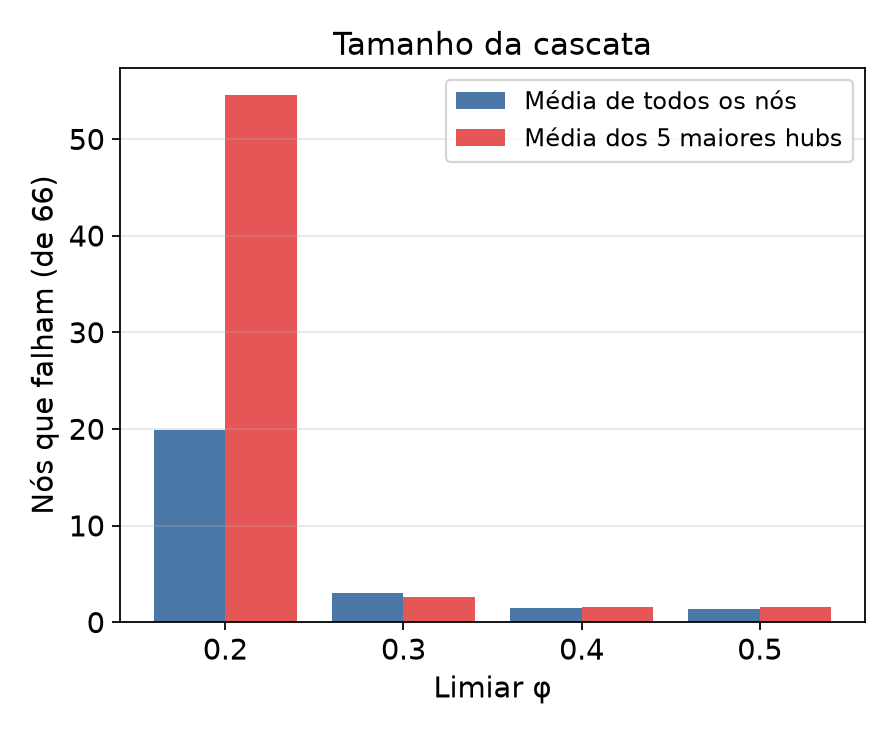 Tamanho da cascata
Média de todos os nós
Média dos 5 maiores hubs
Nós que falham (de 66)
50
40
30
20
10
0
0.2 0.3 0.4 0.5
Limiar φ